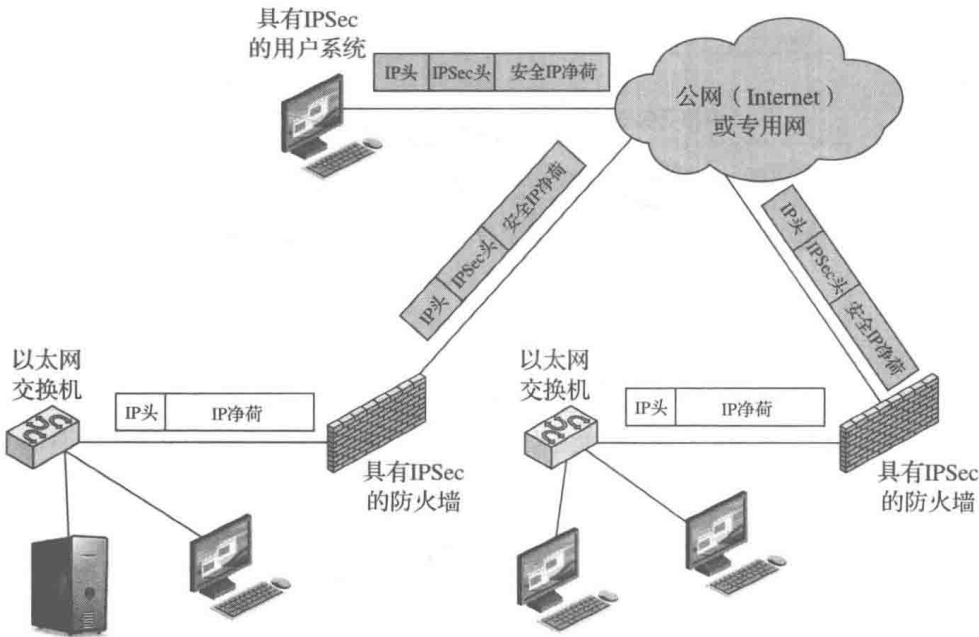 具有IPSec
的用户系统
IP头 IPSec头 安全IP净荷
公网（Internet）
或专用网
IP头 IPSec头 安全IP净荷
IP头 IPSec头 安全IP净荷
以太网
交换机
IP头 IP净荷
具有IPSec
的防火墙
以太网
交换机
IP头 IP净荷
具有IPSec
的防火墙